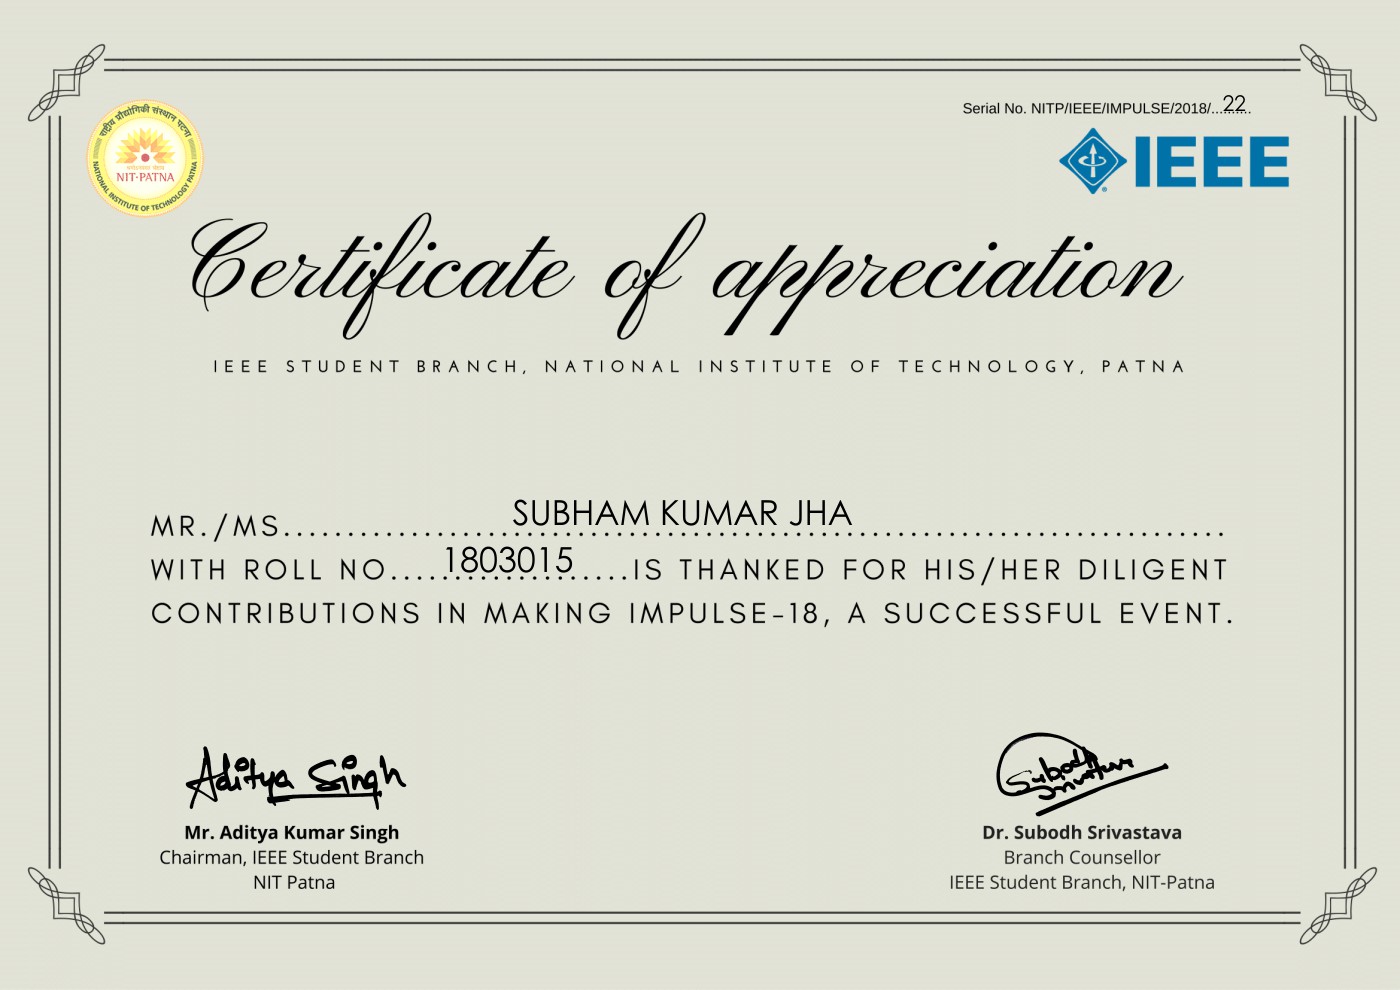 Serial No. NITP/IEEE/IMPULSE/2018/...22...
राष्ट्रीय प्रौद्योगिकी संस्थान पटना
NIT-PATNA
NATIONAL INSTITUTE OF TECHNOLOGY PATNA
IEEE
Certificate of appreciation
IEEE STUDENT BRANCH, NATIONAL INSTITUTE OF TECHNOLOGY, PATNA
MR./MS....................SUBHAM KUMAR JHA....................
WITH ROLL NO....1803015....IS THANKED FOR HIS/HER DILIGENT
CONTRIBUTIONS IN MAKING IMPULSE-18, A SUCCESSFUL EVENT.
Aditya Singh
Mr. Aditya Kumar Singh
Chairman, IEEE Student Branch
NIT Patna
Subodh
Srivastava
Dr. Subodh Srivastava
Branch Counsellor
IEEE Student Branch, NIT-Patna